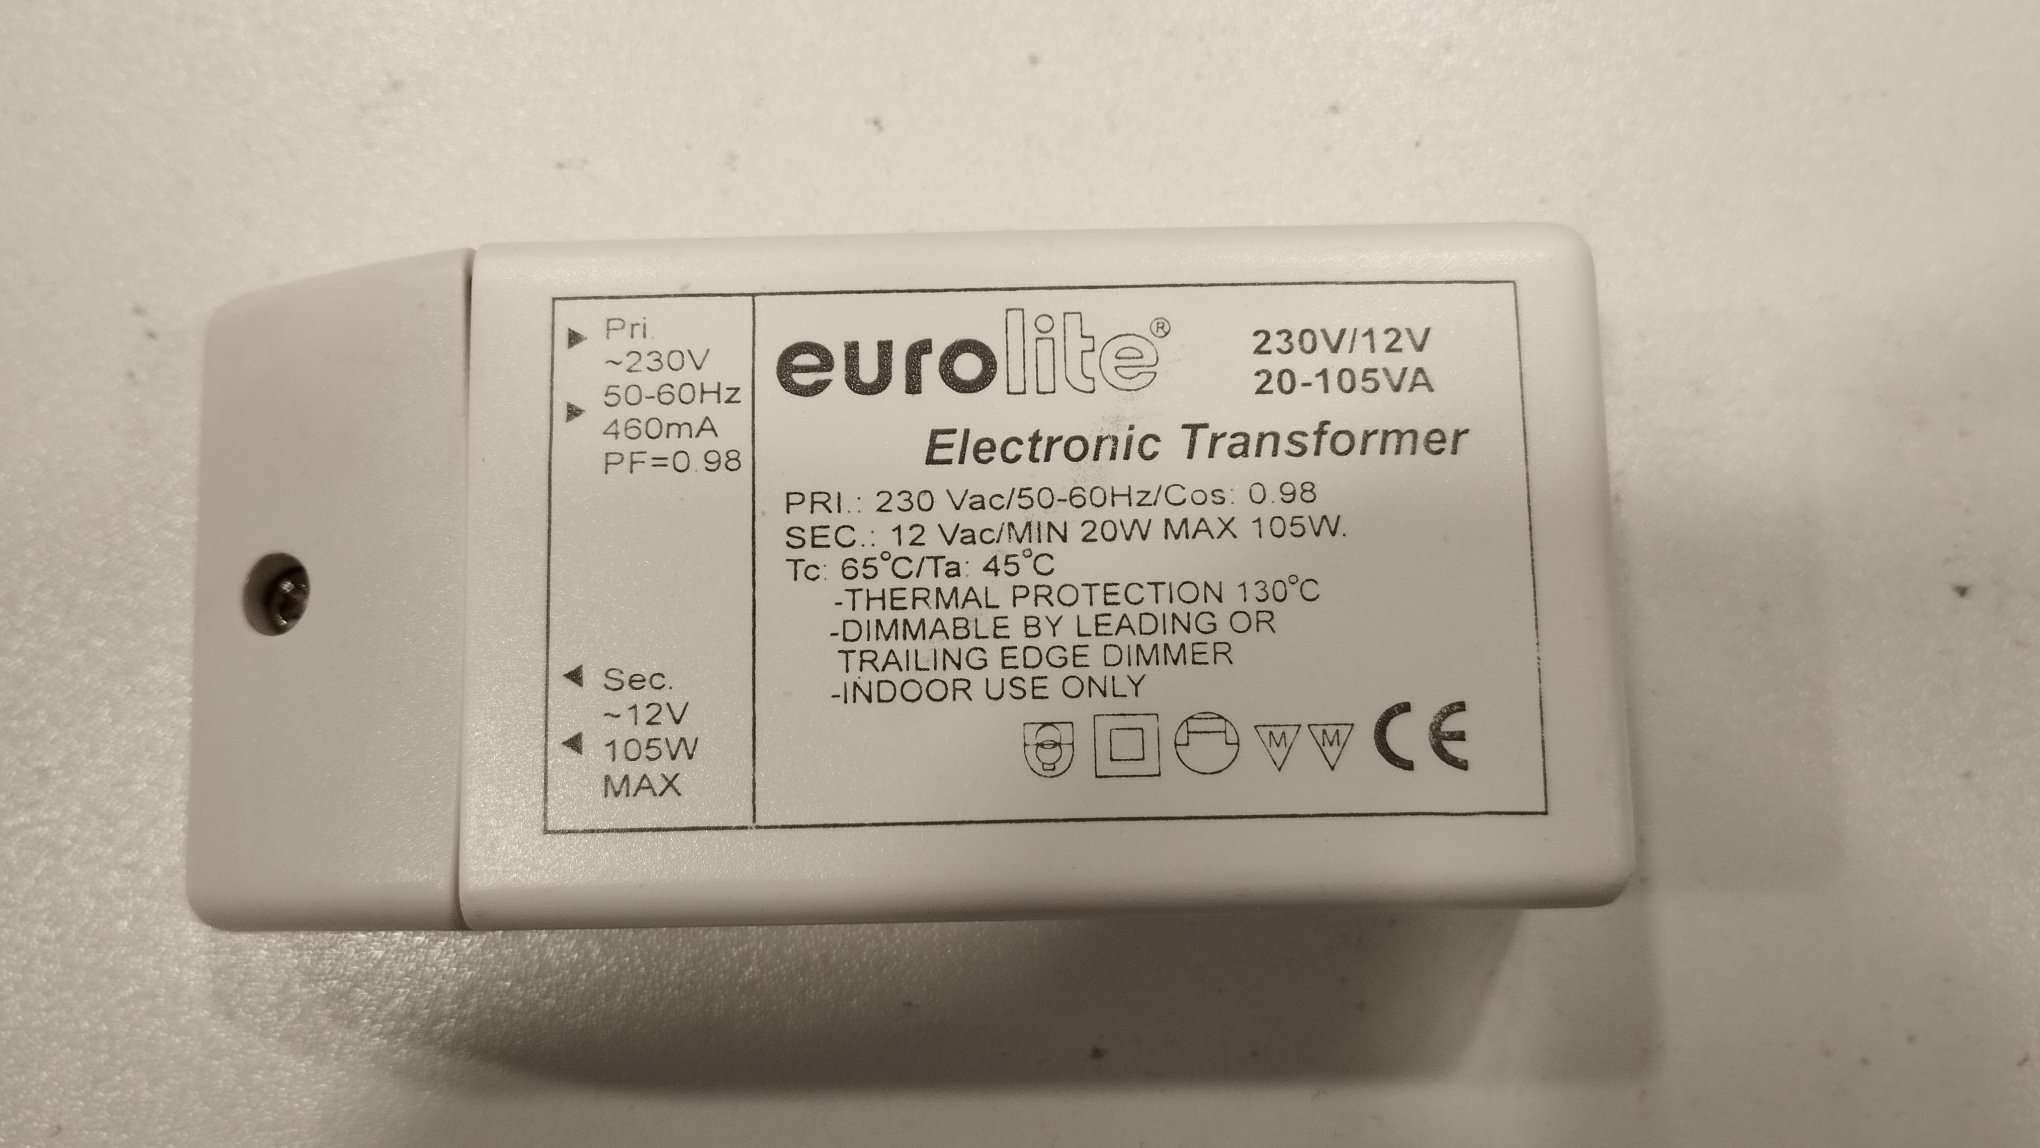 Pri.
~230V
50-60Hz
460mA
PF=0.98
Sec.
~12V
105W
MAX
eurolite®
230V/12V
20-105VA
Electronic Transformer
PRI.: 230 Vac/50-60Hz/Cos: 0.98
SEC.: 12 Vac/MIN 20W MAX 105W.
Tc: 65°C/Ta: 45°C
-THERMAL PROTECTION 130°C
-DIMMABLE BY LEADING OR
TRAILING EDGE DIMMER
-INDOOR USE ONLY
M M CE